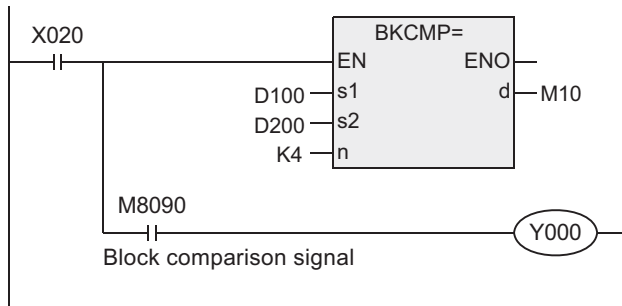 X020
BKCMP=
EN ENO
D100 s1 d M10
D200 s2
K4 n
M8090
Y000
Block comparison signal